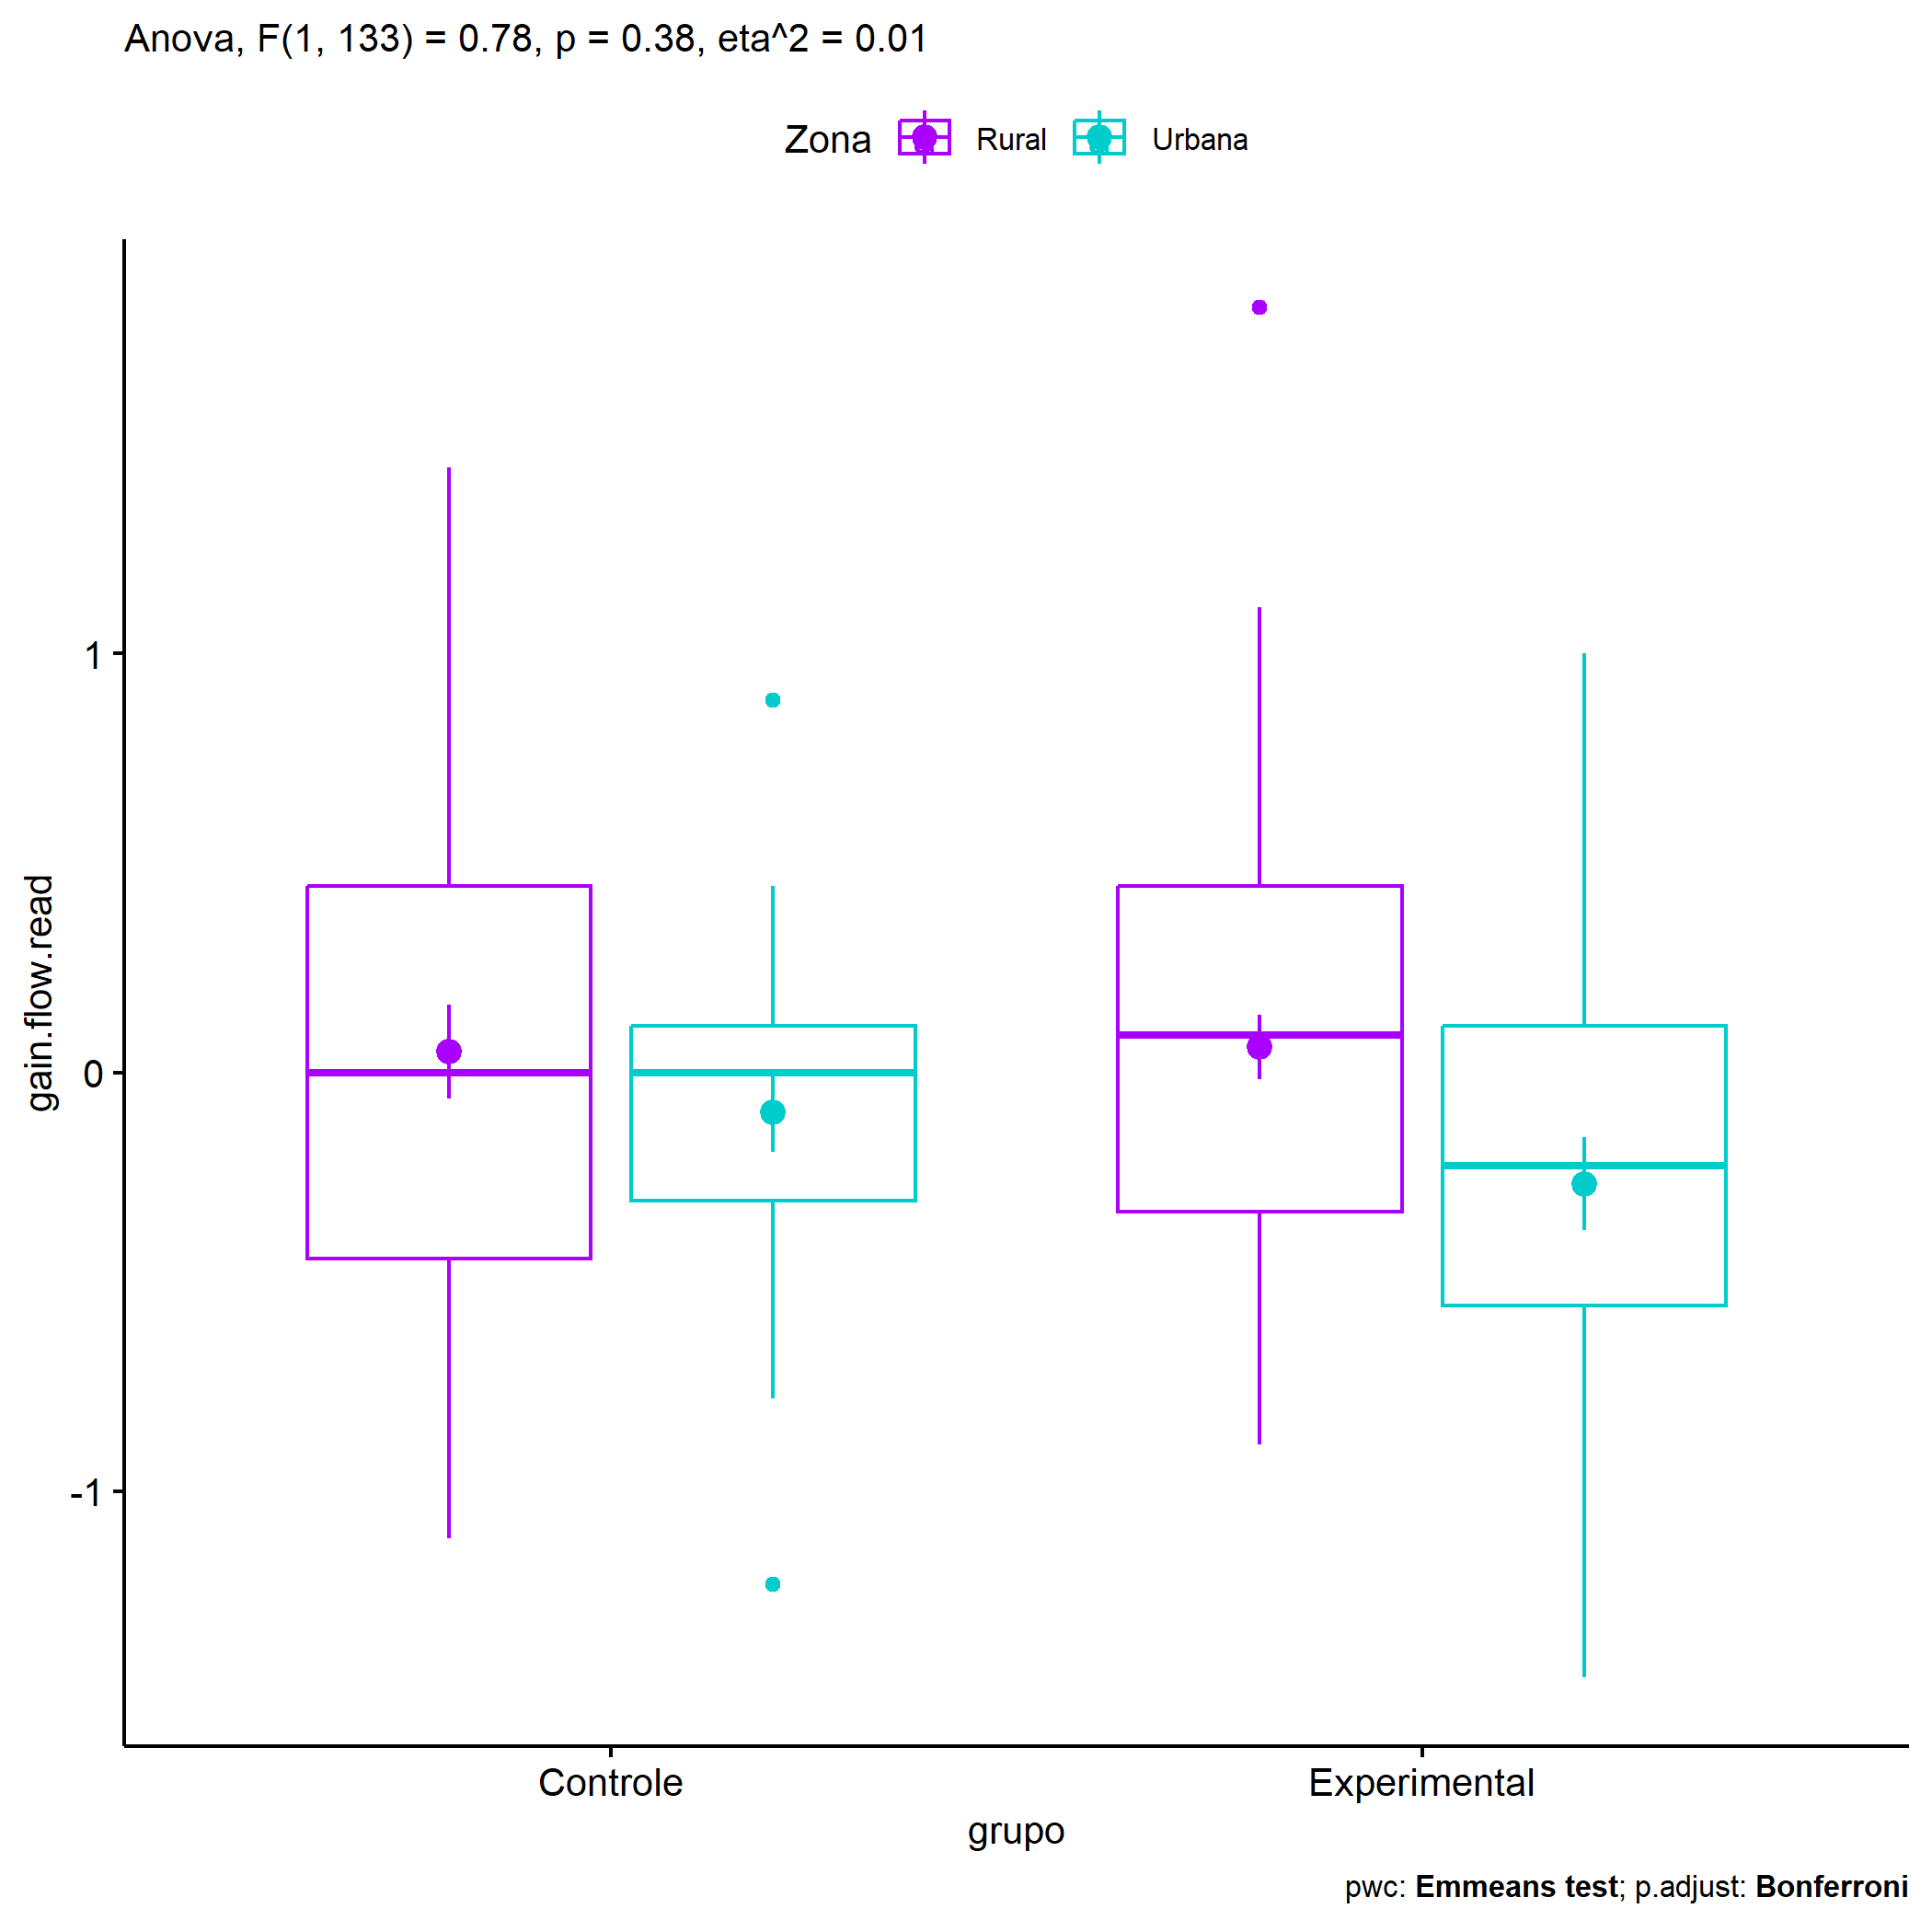 Anova, F(1, 133) = 0.78, p = 0.38, eta^2 = 0.01
Zona Rural Urbana
gain.flow.read
1
0
-1
Controle Experimental
grupo
pwc: Emmeans test; p.adjust: Bonferroni